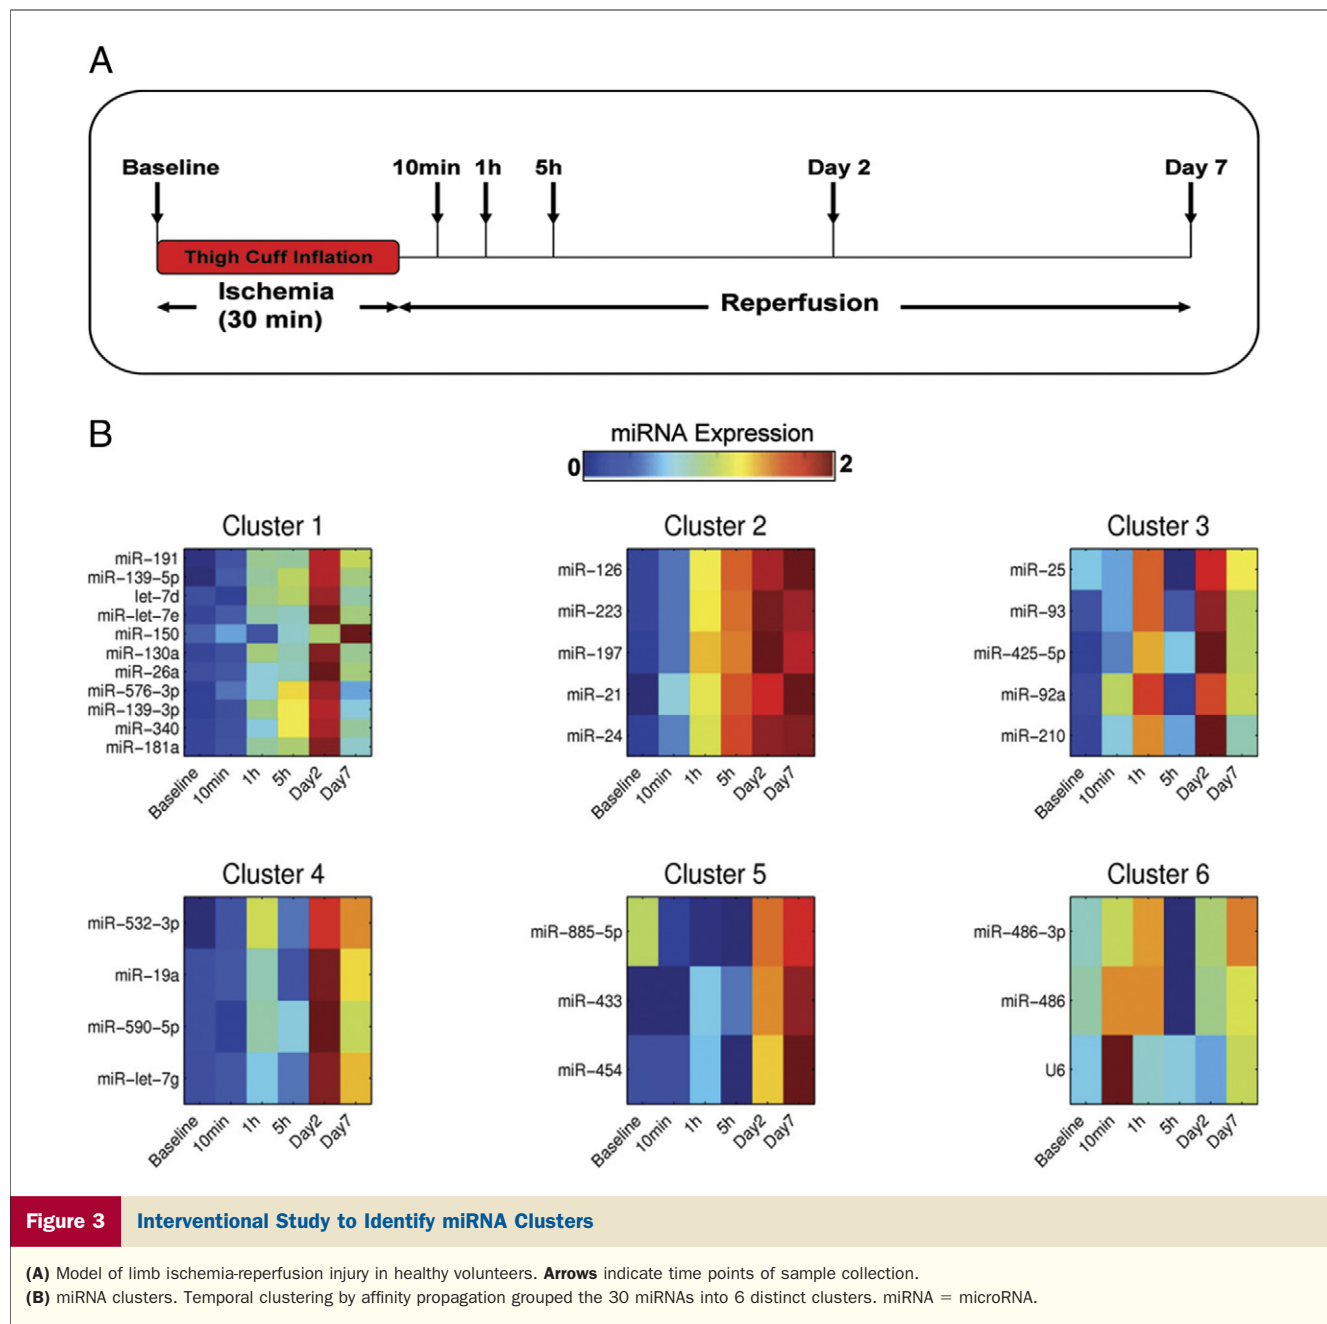 A
Baseline 10min 1h 5h Day 2 Day 7
Thigh Cuff Inflation
Ischemia
(30 min)
Reperfusion
B
miRNA Expression
0 2
Cluster 1
miR-191
miR-139-5p
let-7d
miR-let-7e
miR-150
miR-130a
miR-26a
miR-576-3p
miR-139-3p
miR-340
miR-181a
Baseline 10min 1h 5h Day2 Day7
Cluster 2
miR-126
miR-223
miR-197
miR-21
miR-24
Baseline 10min 1h 5h Day2 Day7
Cluster 3
miR-25
miR-93
miR-425-5p
miR-92a
miR-210
Baseline 10min 1h 5h Day2 Day7
Cluster 4
miR-532-3p
miR-19a
miR-590-5p
miR-let-7g
Baseline 10min 1h 5h Day2 Day7
Cluster 5
miR-885-5p
miR-433
miR-454
Baseline 10min 1h 5h Day2 Day7
Cluster 6
miR-486-3p
miR-486
U6
Baseline 10min 1h 5h Day2 Day7
Figure 3 Interventional Study to Identify miRNA Clusters
(A) Model of limb ischemia-reperfusion injury in healthy volunteers. Arrows indicate time points of sample collection.
(B) miRNA clusters. Temporal clustering by affinity propagation grouped the 30 miRNAs into 6 distinct clusters. miRNA = microRNA.